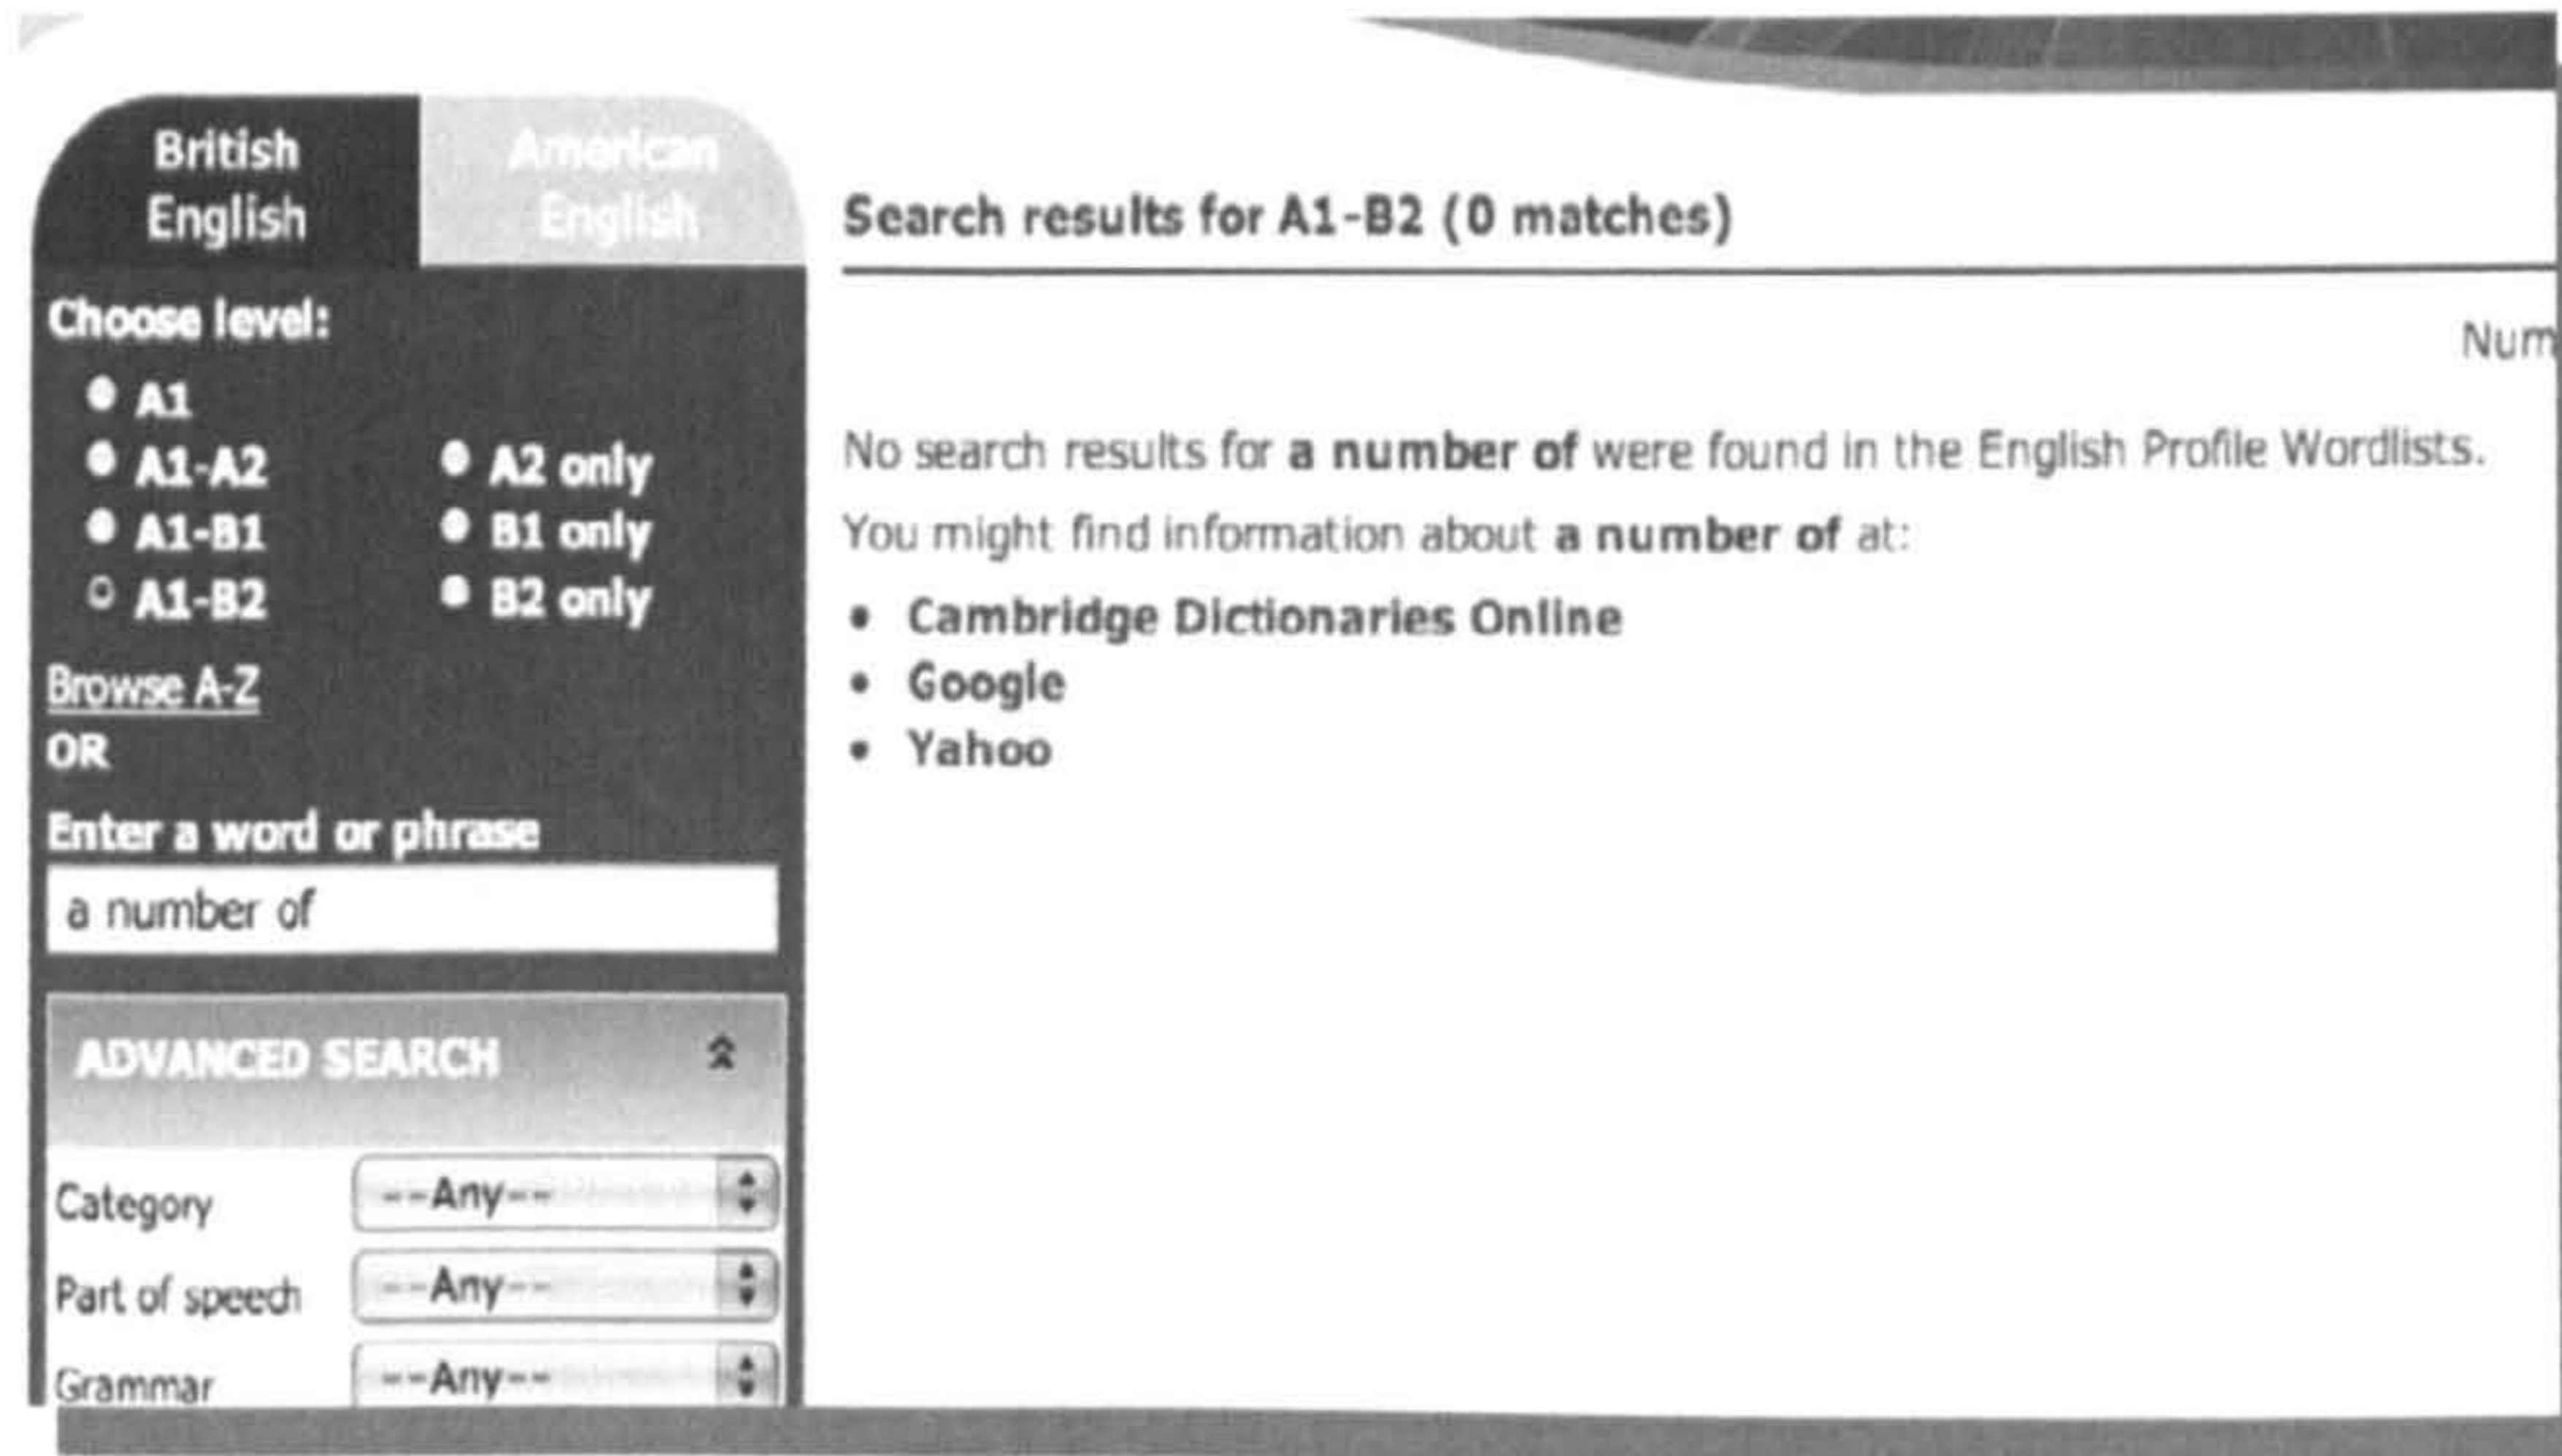 British English
American English
Choose level:
A1
A1-A2
A2 only
A1-B1
B1 only
A1-B2
B2 only
Browse A-Z
OR
Enter a word or phrase
a number of
ADVANCED SEARCH
Category --Any--
Part of speech --Any--
Grammar --Any--
Search results for A1-B2 (0 matches)
Num
No search results for a number of were found in the English Profile Wordlists.
You might find information about a number of at:
• Cambridge Dictionaries Online
• Google
• Yahoo